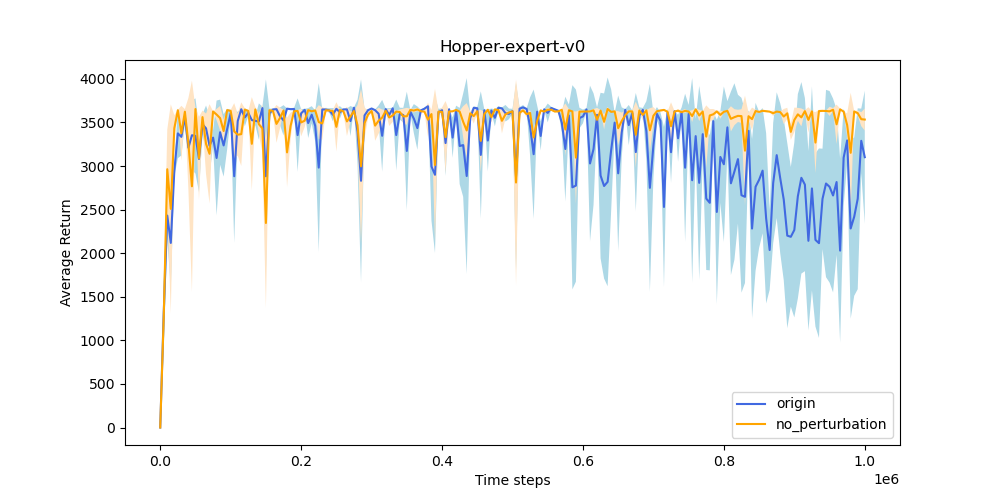 Hopper-expert-v0
Average Return
4000
3500
3000
2500
2000
1500
1000
500
0
0.0
0.2
0.4
0.6
0.8
1.0
1e6
Time steps
origin
no_perturbation